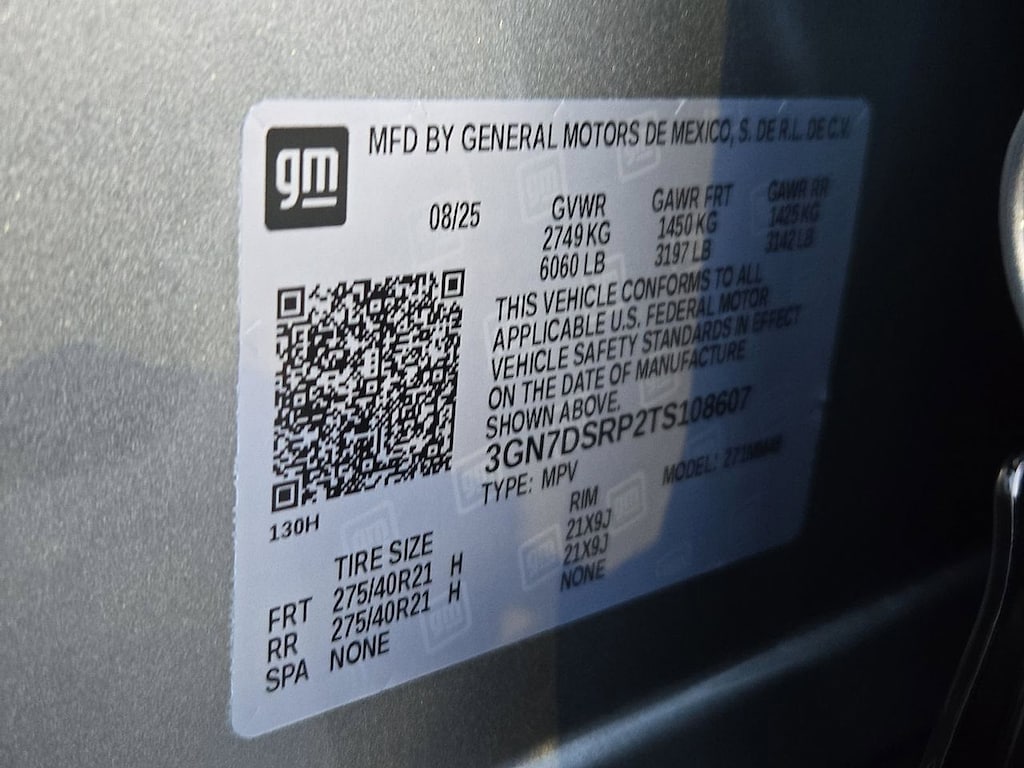 gm
MFD BY GENERAL MOTORS DE MEXICO, S. DE R.L. DE C.V.
08/25 GVWR GAWR FRT GAWR RR
2749 KG 1450 KG 1425 KG
6060 LB 3197 LB 3142 LB
THIS VEHICLE CONFORMS TO ALL
APPLICABLE U.S. FEDERAL MOTOR
VEHICLE SAFETY STANDARDS IN EFFECT
ON THE DATE OF MANUFACTURE
SHOWN ABOVE.
3GN7DSRP2TS108607
TYPE: MPV MODEL:
130H
TIRE SIZE RIM
FRT 275/40R21 H 21X9J
RR 275/40R21 H 21X9J
SPA NONE NONE